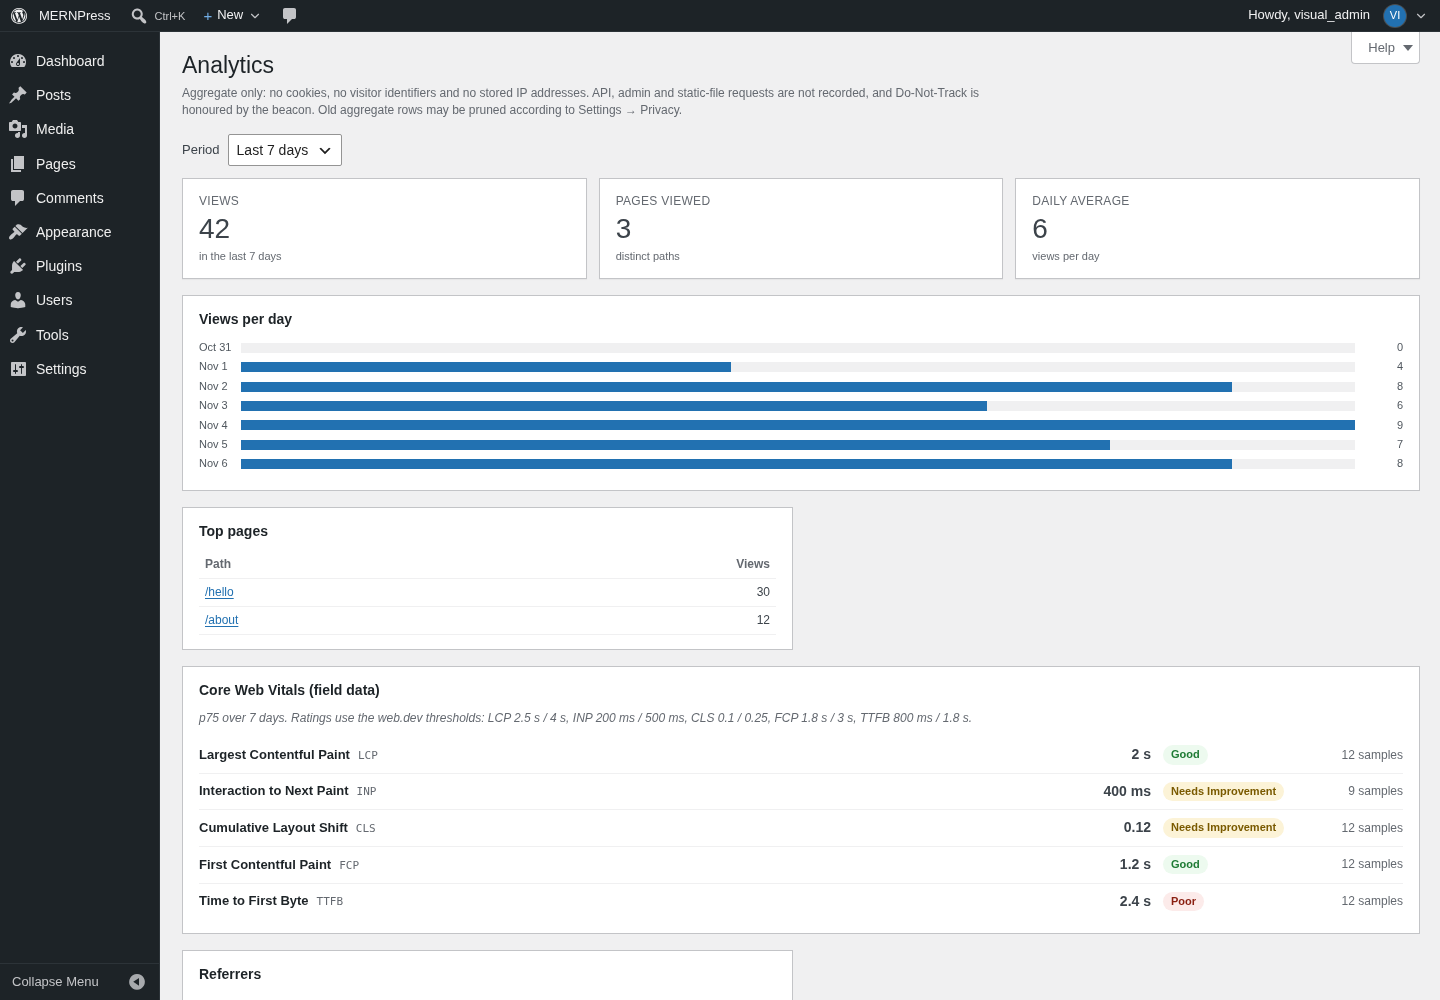 MERNPress
Ctrl+K
+ New
Howdy, visual_admin
VI
Dashboard
Posts
Media
Pages
Comments
Appearance
Plugins
Users
Tools
Settings
Collapse Menu
Help
Analytics
Aggregate only: no cookies, no visitor identifiers and no stored IP addresses. API, admin and static-file requests are not recorded, and Do-Not-Track is
honoured by the beacon. Old aggregate rows may be pruned according to Settings → Privacy.
Period Last 7 days
VIEWS
42
in the last 7 days
PAGES VIEWED
3
distinct paths
DAILY AVERAGE
6
views per day
Views per day
Oct 31 0
Nov 1 4
Nov 2 8
Nov 3 6
Nov 4 9
Nov 5 7
Nov 6 8
Top pages
Path Views
/hello 30
/about 12
Core Web Vitals (field data)
p75 over 7 days. Ratings use the web.dev thresholds: LCP 2.5 s / 4 s, INP 200 ms / 500 ms, CLS 0.1 / 0.25, FCP 1.8 s / 3 s, TTFB 800 ms / 1.8 s.
Largest Contentful Paint LCP 2 s Good 12 samples
Interaction to Next Paint INP 400 ms Needs Improvement 9 samples
Cumulative Layout Shift CLS 0.12 Needs Improvement 12 samples
First Contentful Paint FCP 1.2 s Good 12 samples
Time to First Byte TTFB 2.4 s Poor 12 samples
Referrers